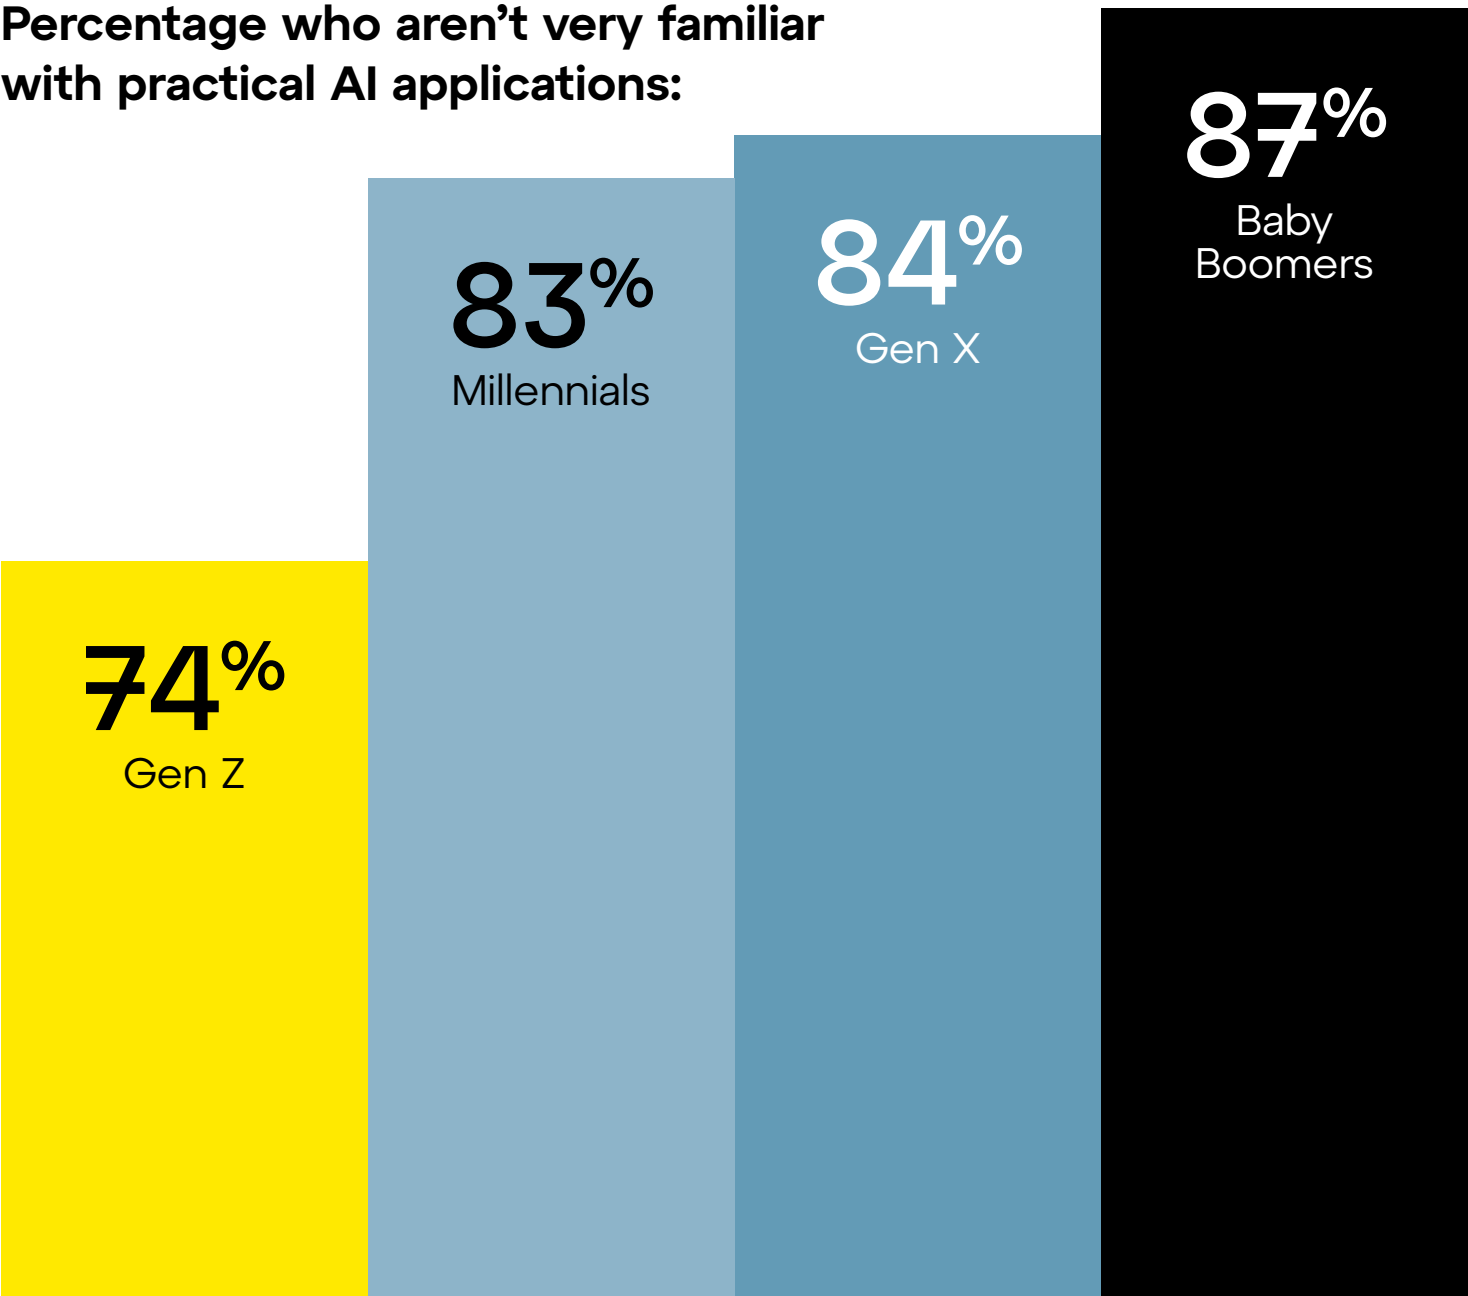 Percentage who aren’t very familiar
with practical AI applications:
74%
Gen Z
83%
Millennials
84%
Gen X
87%
Baby
Boomers